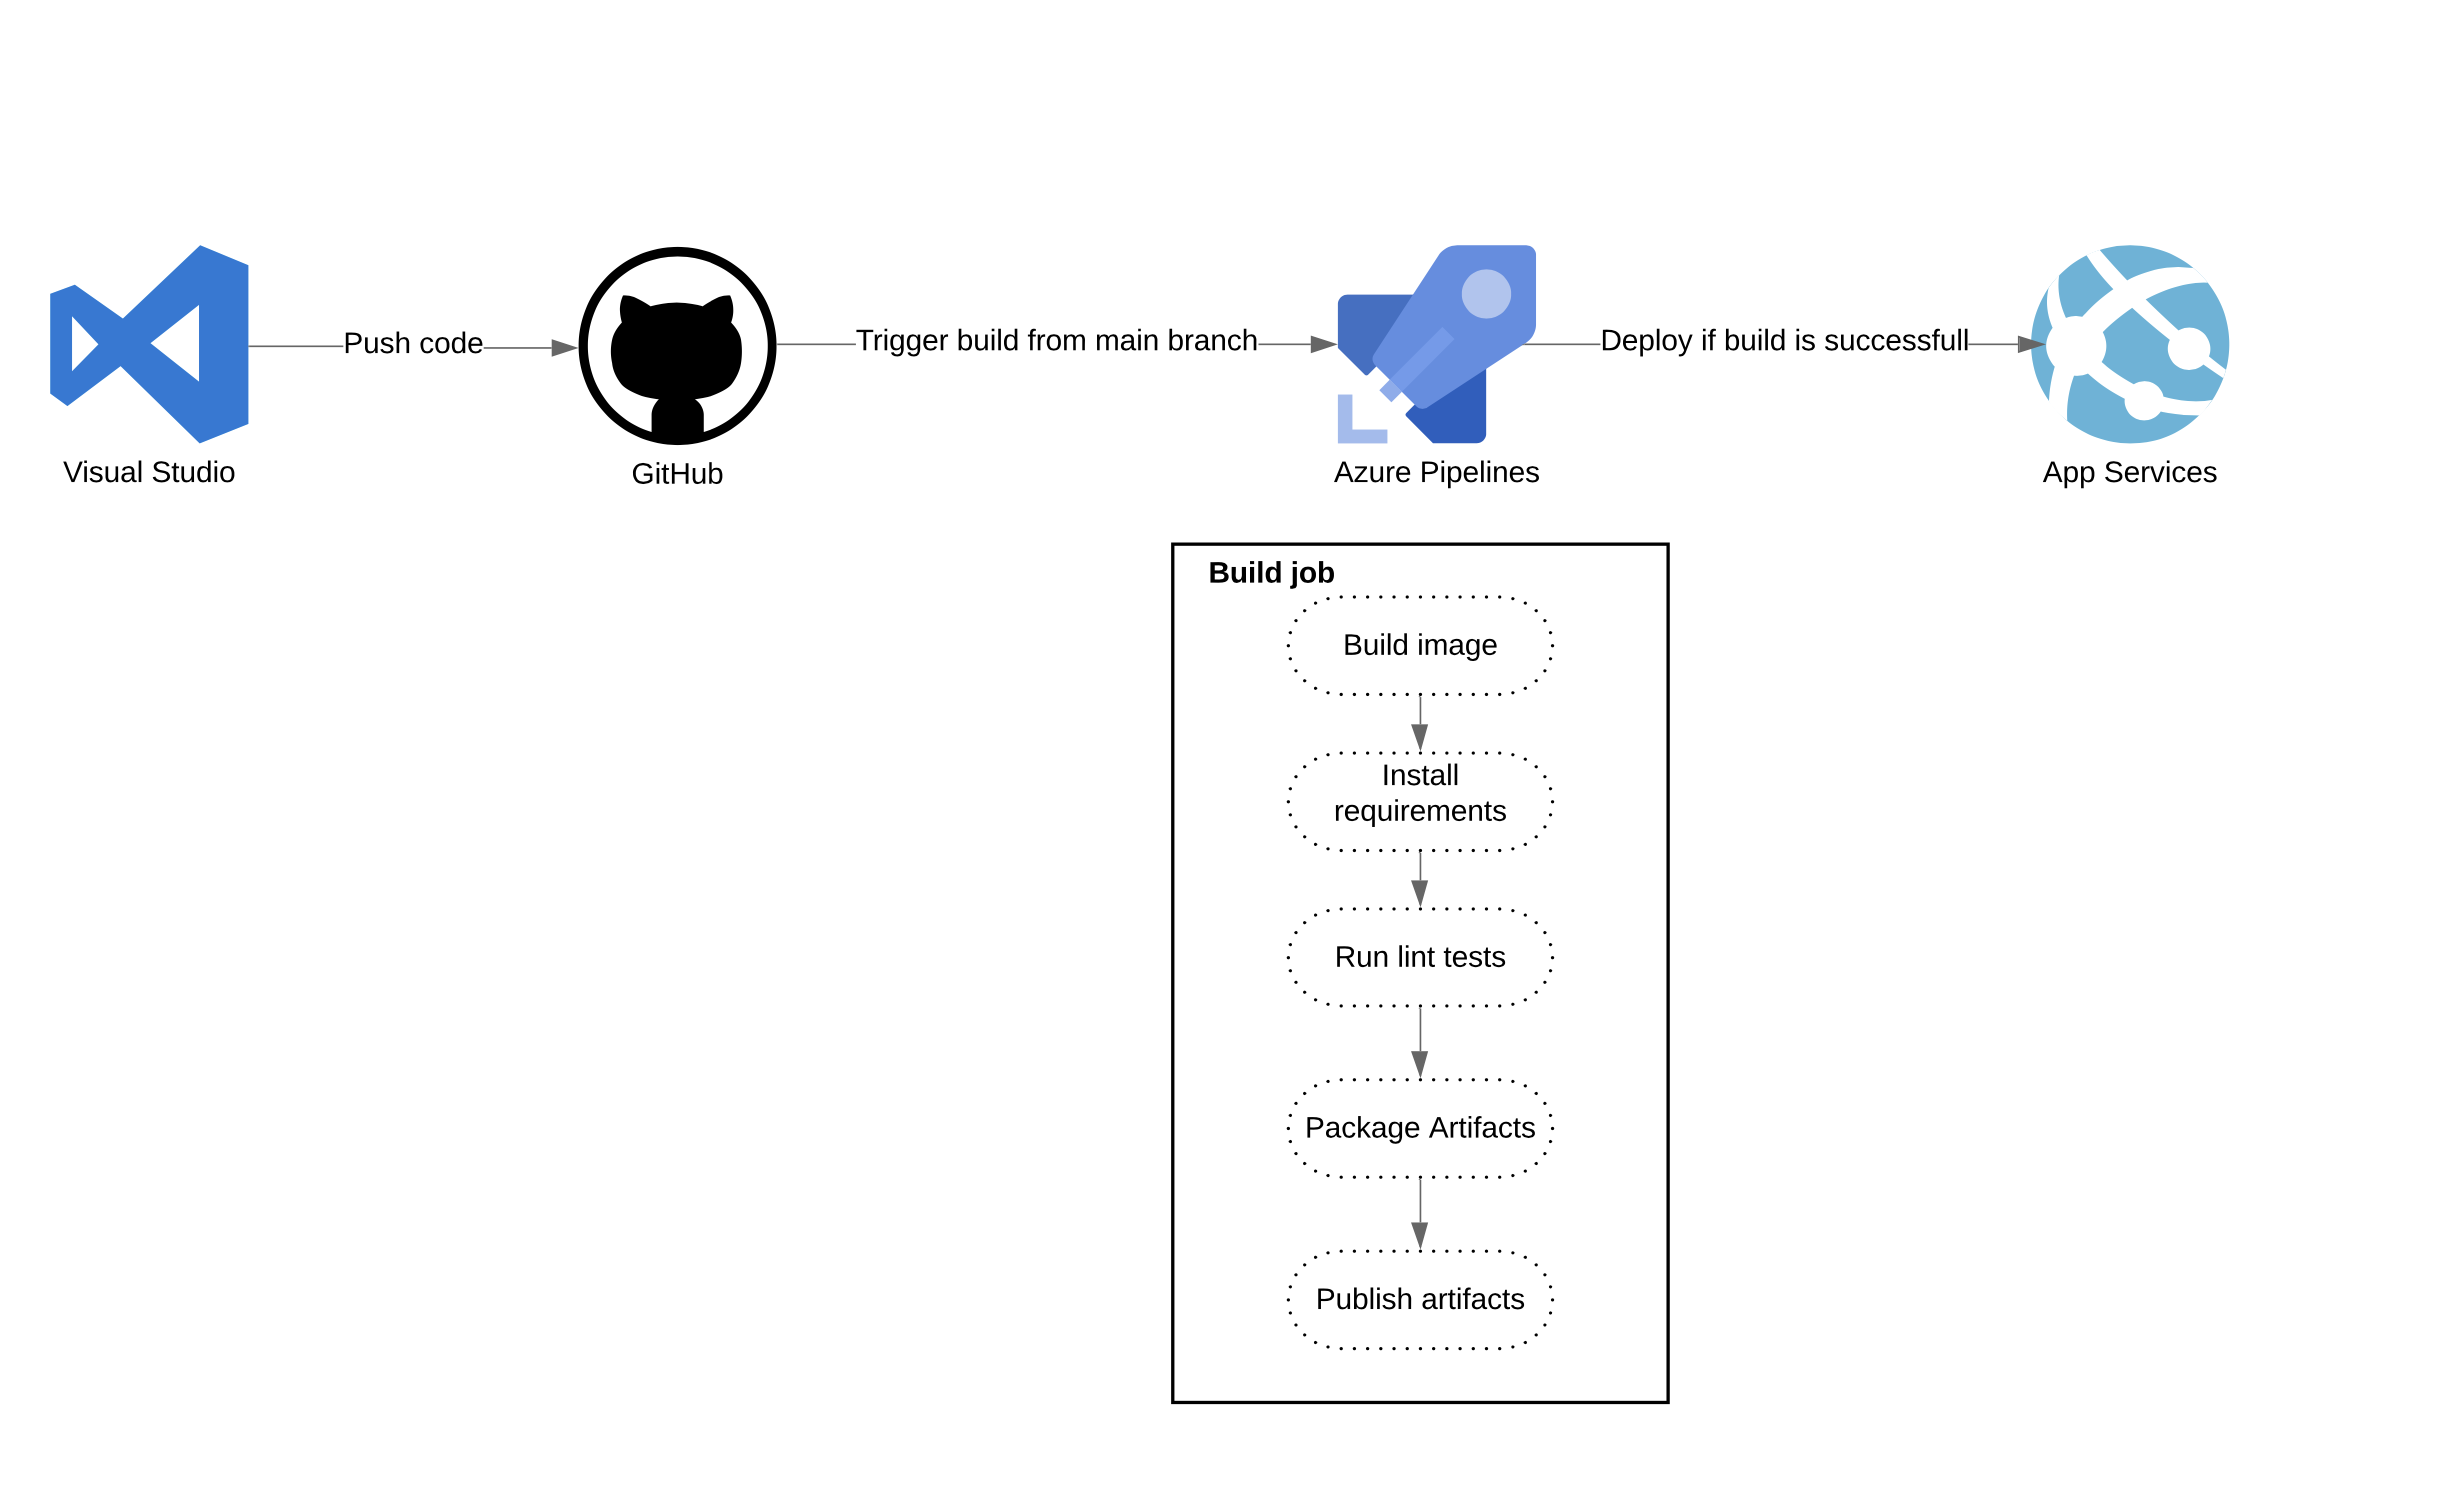 Push code
Trigger build from main branch
Deploy if build is successfull
Visual Studio
GitHub
Azure Pipelines
App Services
Build job
Build image
Install
requirements
Run lint tests
Package Artifacts
Publish artifacts